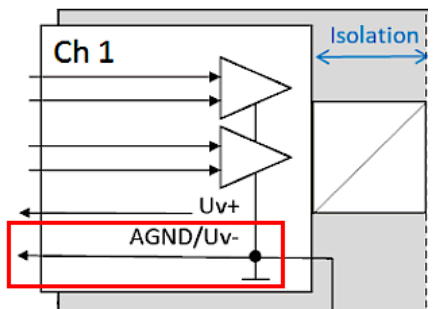 Isolation
Ch 1
Uv+
AGND/Uv-